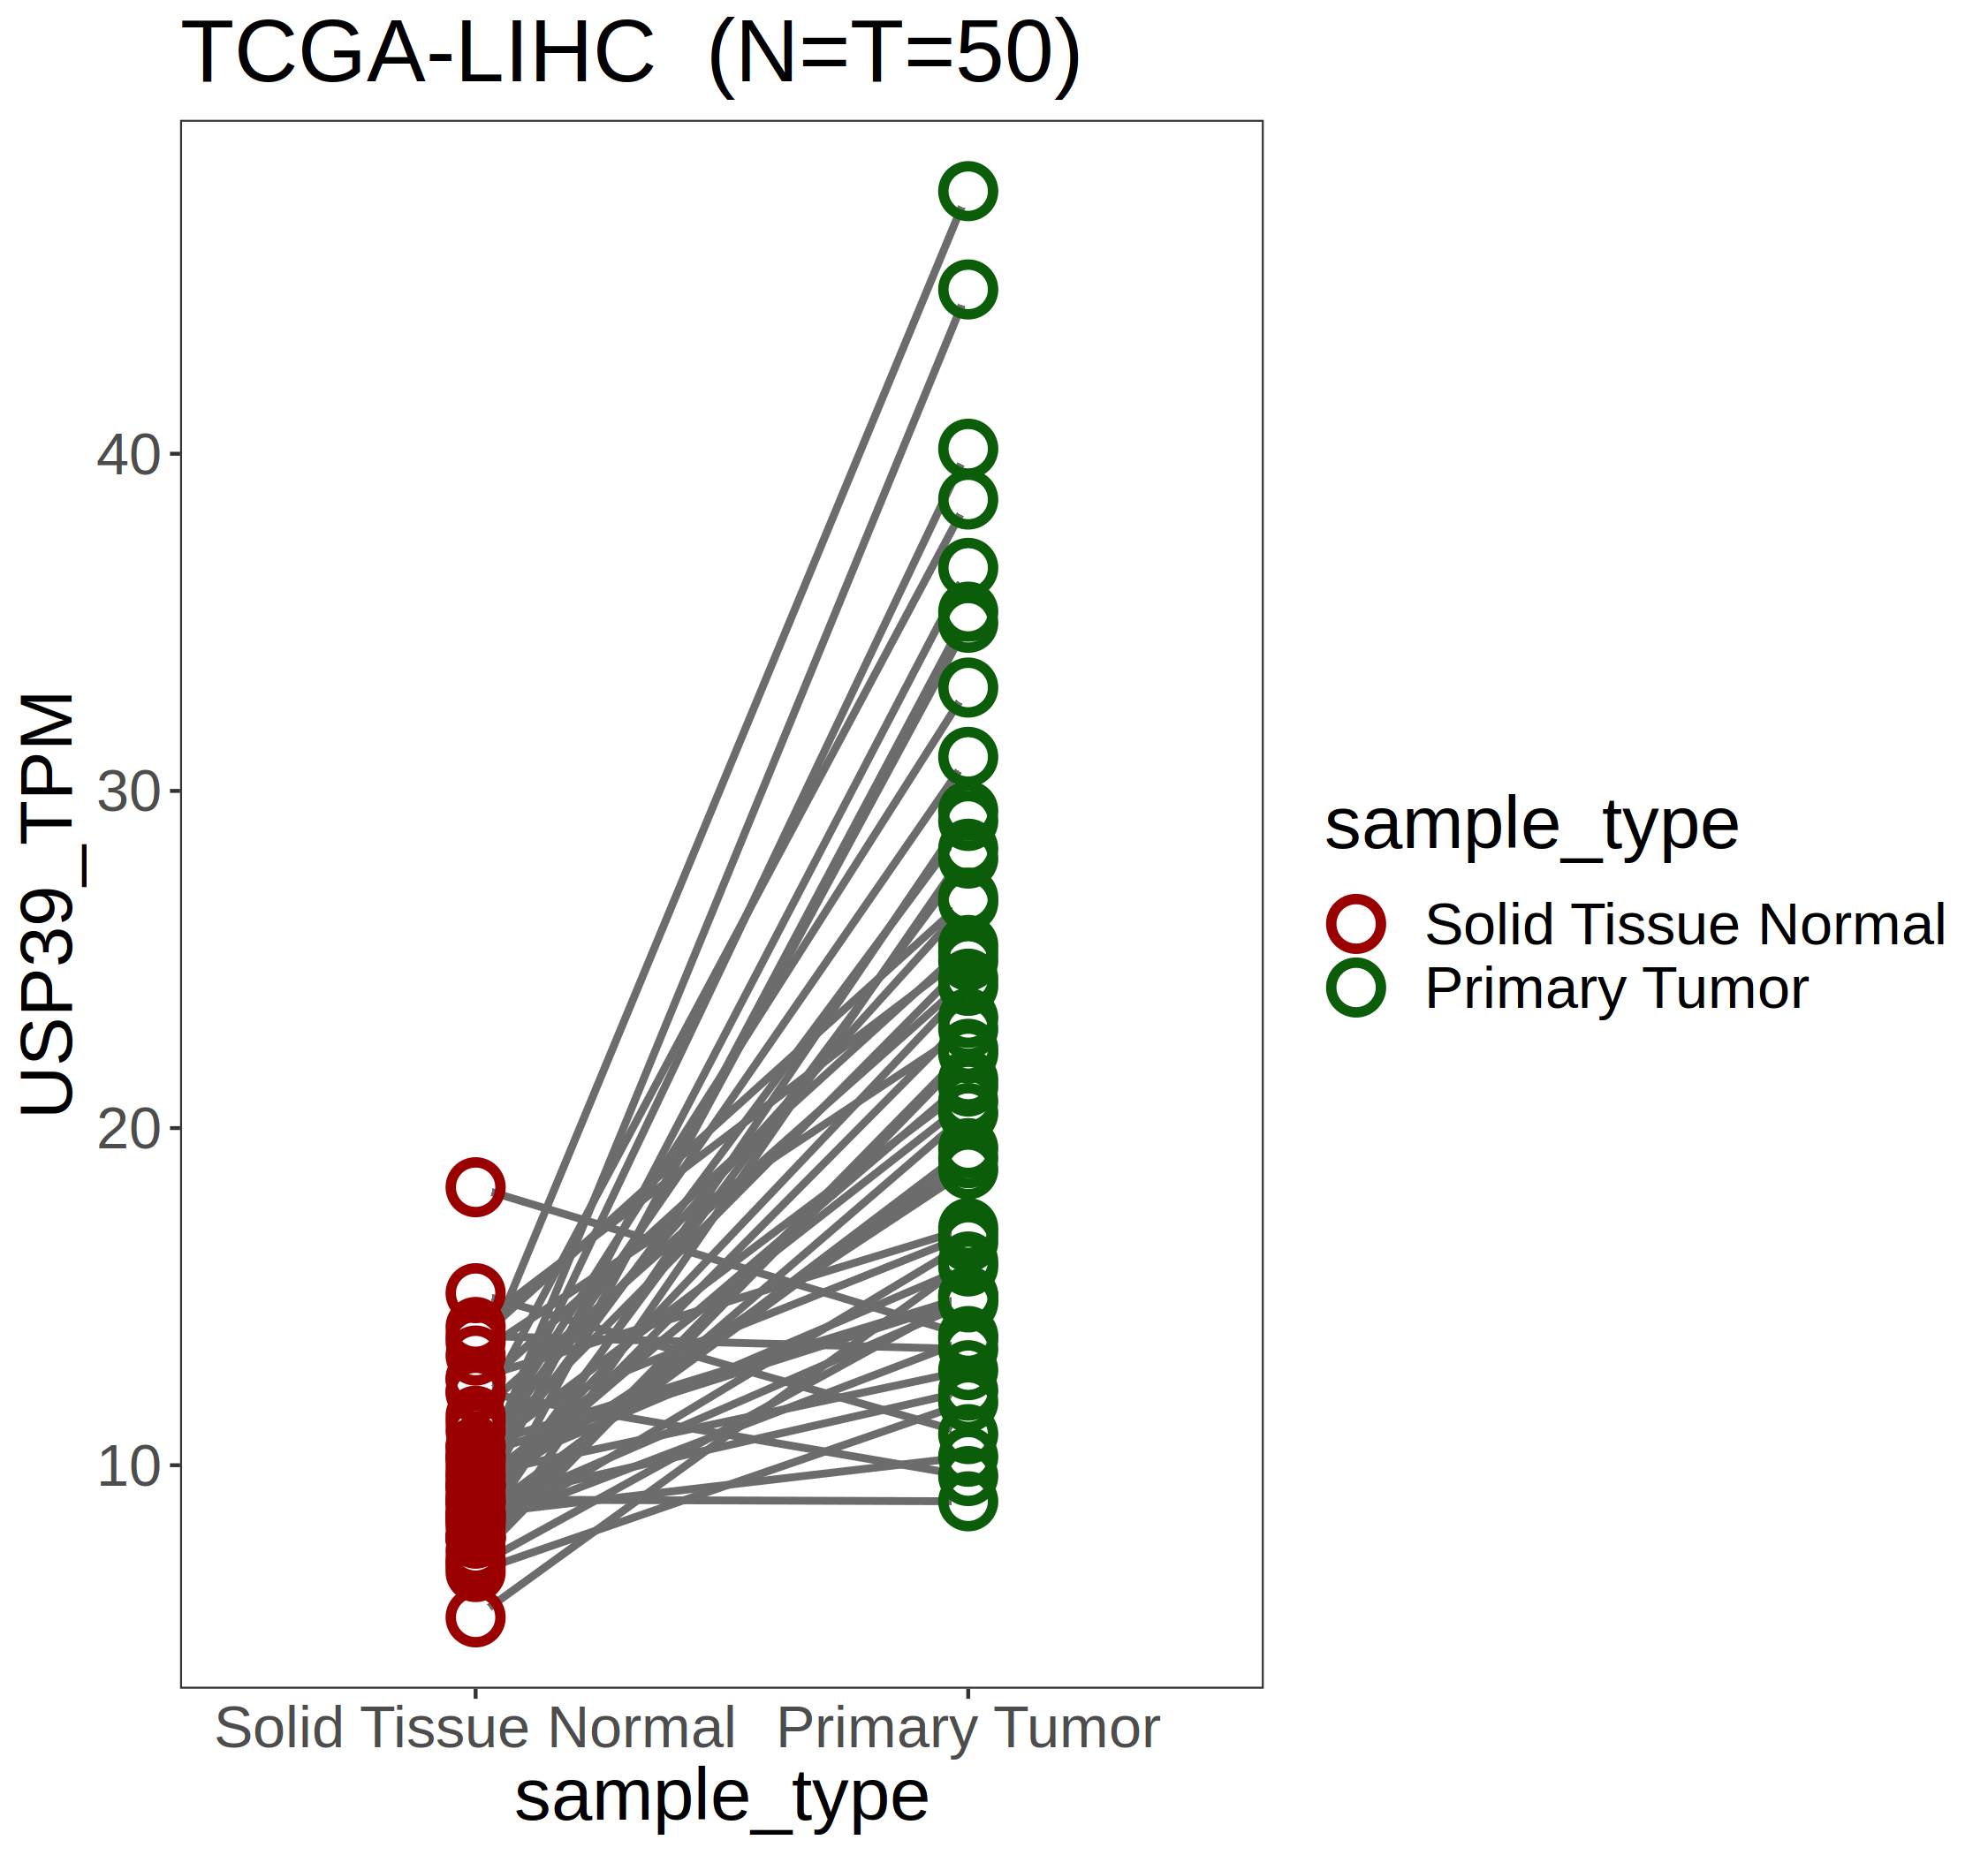 TCGA-LIHC  (N=T=50)
USP39_TPM
40
30
20
10
Solid Tissue Normal
Primary Tumor
sample_type
sample_type
Solid Tissue Normal
Primary Tumor